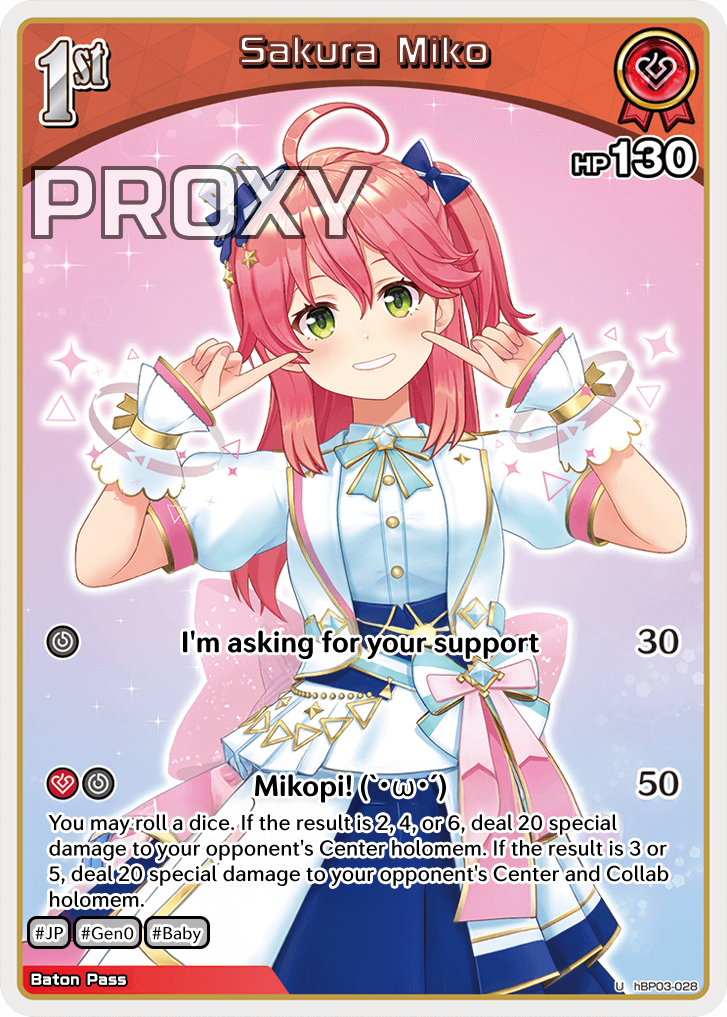 1st
Sakura Miko
HP130
PROXY
I'm asking for your support 30
Mikopi! (`・ω・´) 50
You may roll a dice. If the result is 2, 4, or 6, deal 20 special
damage to your opponent's Center holomem. If the result is 3 or
5, deal 20 special damage to your opponent's Center and Collab
holomem.
#JP #Gen0 #Baby
Baton Pass
U hBP03-028